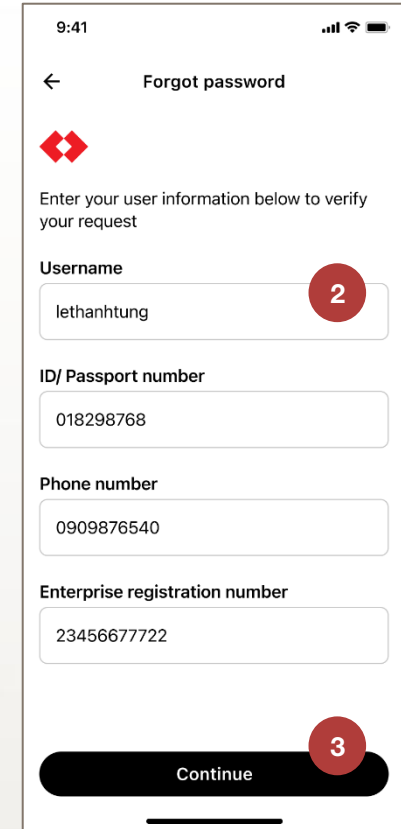 9:41
Forgot password
Enter your user information below to verify
your request
Username
lethanhtung
2
ID/ Passport number
018298768
Phone number
0909876540
Enterprise registration number
23456677722
3
Continue